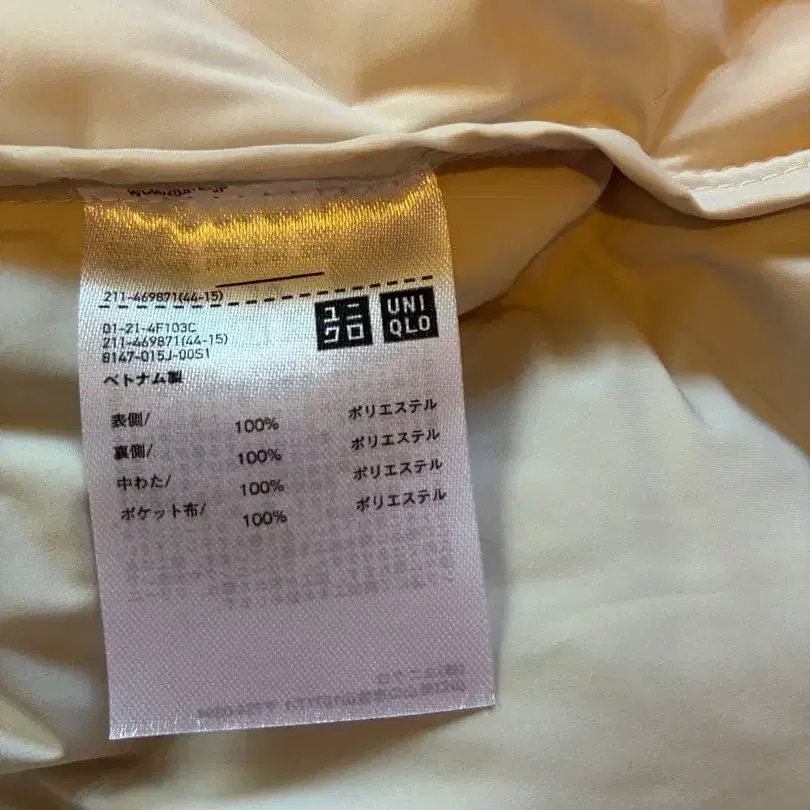 211-469871(44-15)
ユニ
クロ
UNI
QLO
01-21-4F103C
211-469871(44-15)
8147-015J-00S1
ベトナム製
表側/ 100% ポリエステル
裏側/ 100% ポリエステル
中わた/ 100% ポリエステル
ポケット布/ 100% ポリエステル